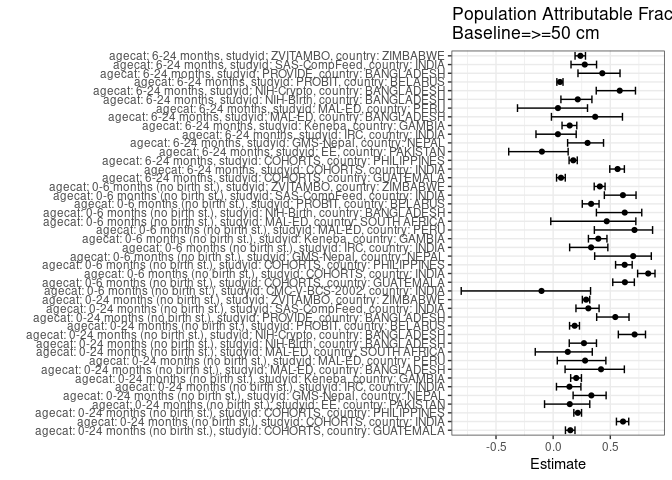 Population Attributable Frac
Baseline=>=50 cm
agecat: 6-24 months, studyid: ZVITAMBO, country: ZIMBABWE
agecat: 6-24 months, studyid: SAS-CompFeed, country: INDIA
agecat: 6-24 months, studyid: PROVIDE, country: BANGLADESH
agecat: 6-24 months, studyid: PROBIT, country: BELARUS
agecat: 6-24 months, studyid: NIH-Crypto, country: BANGLADESH
agecat: 6-24 months, studyid: NIH-Birth, country: BANGLADESH
agecat: 6-24 months, studyid: MAL-ED, country: PERU
agecat: 6-24 months, studyid: MAL-ED, country: BANGLADESH
agecat: 6-24 months, studyid: Keneba, country: GAMBIA
agecat: 6-24 months, studyid: IRC, country: INDIA
agecat: 6-24 months, studyid: GMS-Nepal, country: NEPAL
agecat: 6-24 months, studyid: EE, country: PAKISTAN
agecat: 6-24 months, studyid: COHORTS, country: PHILIPPINES
agecat: 6-24 months, studyid: COHORTS, country: INDIA
agecat: 6-24 months, studyid: COHORTS, country: GUATEMALA
agecat: 0-6 months (no birth st.), studyid: ZVITAMBO, country: ZIMBABWE
agecat: 0-6 months (no birth st.), studyid: SAS-CompFeed, country: INDIA
agecat: 0-6 months (no birth st.), studyid: PROBIT, country: BELARUS
agecat: 0-6 months (no birth st.), studyid: NIH-Birth, country: BANGLADESH
agecat: 0-6 months (no birth st.), studyid: MAL-ED, country: SOUTH AFRICA
agecat: 0-6 months (no birth st.), studyid: MAL-ED, country: PERU
agecat: 0-6 months (no birth st.), studyid: Keneba, country: GAMBIA
agecat: 0-6 months (no birth st.), studyid: IRC, country: INDIA
agecat: 0-6 months (no birth st.), studyid: GMS-Nepal, country: NEPAL
agecat: 0-6 months (no birth st.), studyid: COHORTS, country: PHILIPPINES
agecat: 0-6 months (no birth st.), studyid: COHORTS, country: INDIA
agecat: 0-6 months (no birth st.), studyid: COHORTS, country: GUATEMALA
agecat: 0-6 months (no birth st.), studyid: CMC-V-BCS-2002, country: INDIA
agecat: 0-24 months (no birth st.), studyid: ZVITAMBO, country: ZIMBABWE
agecat: 0-24 months (no birth st.), studyid: SAS-CompFeed, country: INDIA
agecat: 0-24 months (no birth st.), studyid: PROVIDE, country: BANGLADESH
agecat: 0-24 months (no birth st.), studyid: PROBIT, country: BELARUS
agecat: 0-24 months (no birth st.), studyid: NIH-Crypto, country: BANGLADESH
agecat: 0-24 months (no birth st.), studyid: NIH-Birth, country: BANGLADESH
agecat: 0-24 months (no birth st.), studyid: MAL-ED, country: SOUTH AFRICA
agecat: 0-24 months (no birth st.), studyid: MAL-ED, country: PERU
agecat: 0-24 months (no birth st.), studyid: MAL-ED, country: BANGLADESH
agecat: 0-24 months (no birth st.), studyid: Keneba, country: GAMBIA
agecat: 0-24 months (no birth st.), studyid: IRC, country: INDIA
agecat: 0-24 months (no birth st.), studyid: GMS-Nepal, country: NEPAL
agecat: 0-24 months (no birth st.), studyid: EE, country: PAKISTAN
agecat: 0-24 months (no birth st.), studyid: COHORTS, country: PHILIPPINES
agecat: 0-24 months (no birth st.), studyid: COHORTS, country: INDIA
agecat: 0-24 months (no birth st.), studyid: COHORTS, country: GUATEMALA
-0.5 0.0 0.5
Estimate